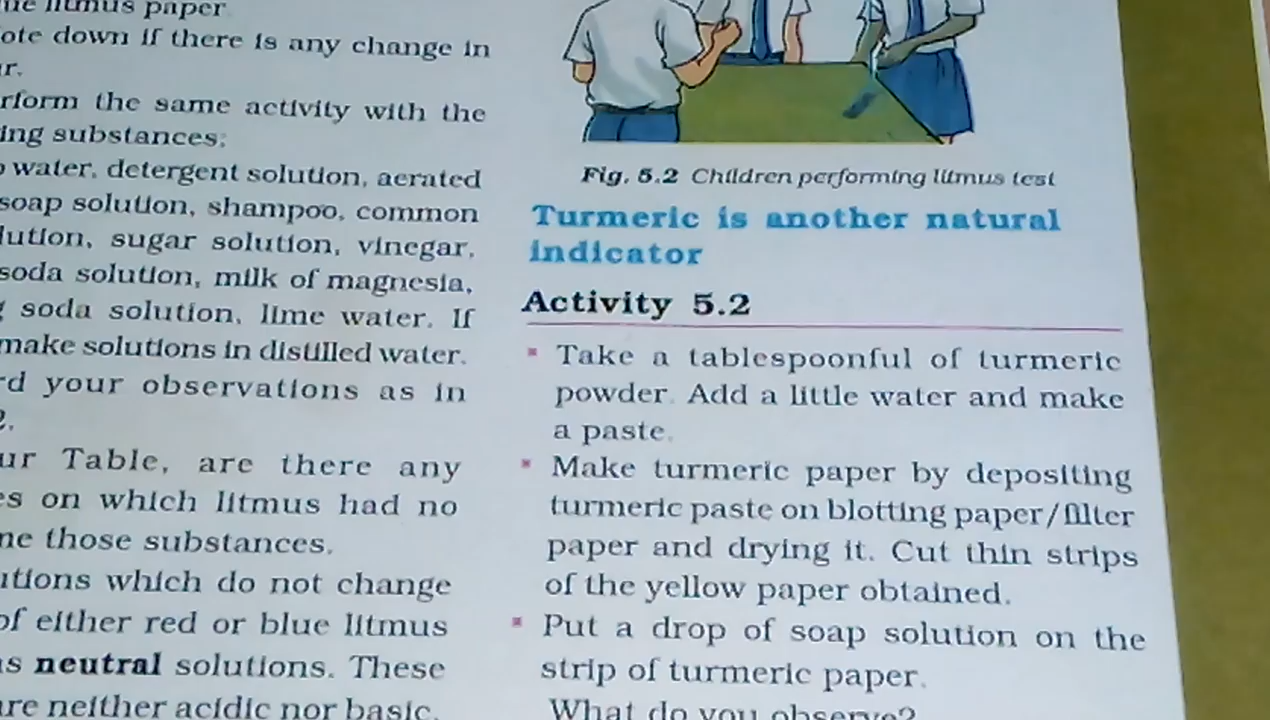 litmus paper
ote down if there is any change in
r.
rform the same activity with the
ing substances:
water, detergent solution, aerated
soap solution, shampoo, common
lution, sugar solution, vinegar,
soda solution, milk of magnesia,
soda solution, lime water. If
make solutions in distilled water.
rd your observations as in
2.
ur Table, are there any
es on which litmus had no
me those substances.
utions which do not change
of either red or blue litmus
as neutral solutions. These
are neither acidic nor basic.
Fig. 5.2 Children performing litmus test
Turmeric is another natural
indicator
Activity 5.2
Take a tablespoonful of turmeric
powder. Add a little water and make
a paste.
Make turmeric paper by depositing
turmeric paste on blotting paper/filter
paper and drying it. Cut thin strips
of the yellow paper obtained.
Put a drop of soap solution on the
strip of turmeric paper.
What do you observe?